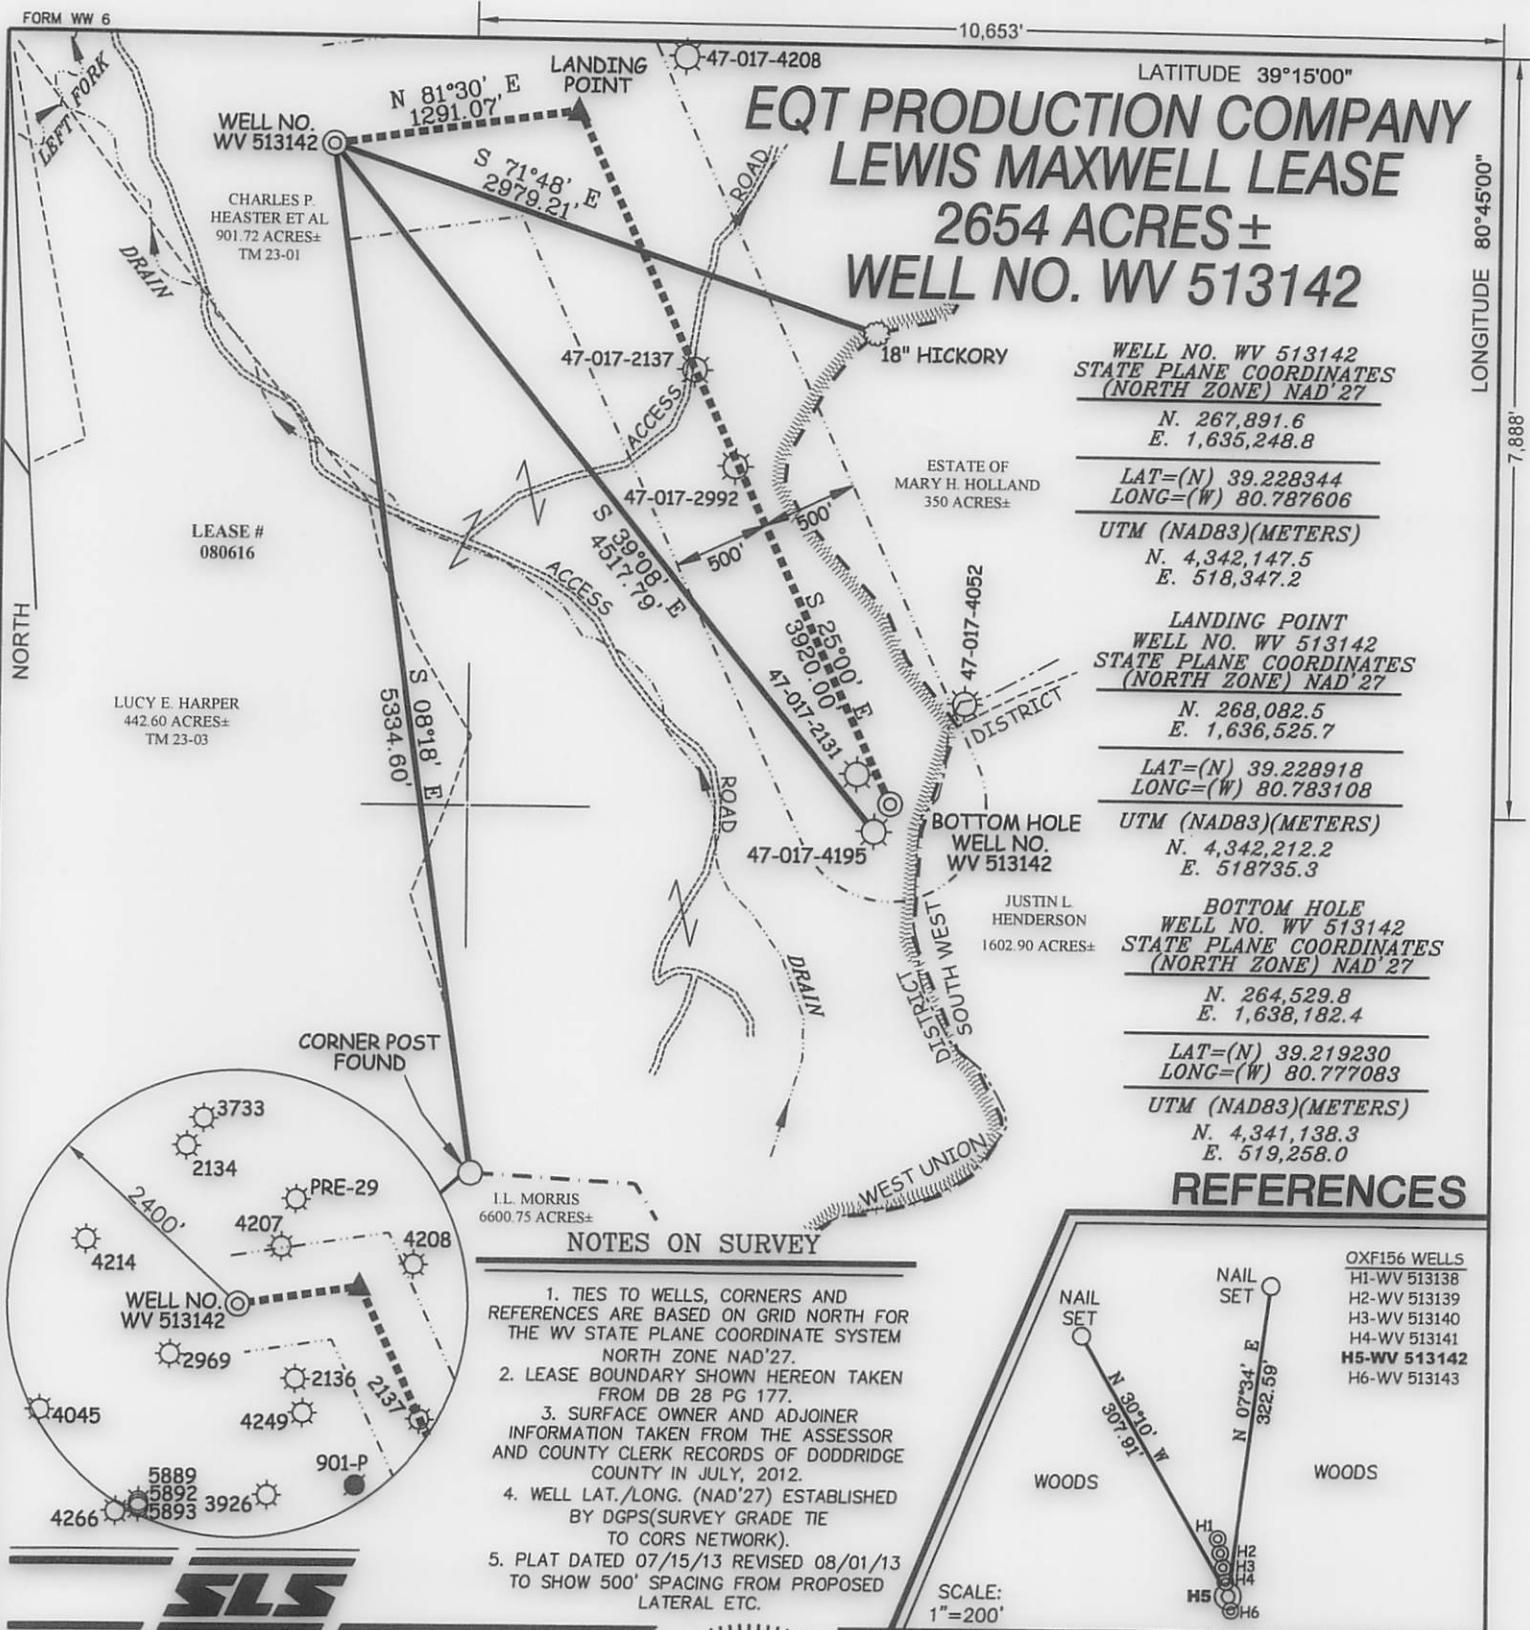 FORM WW 6
10,653'
LATITUDE 39°15'00"
EQT PRODUCTION COMPANY
LEWIS MAXWELL LEASE
2654 ACRES±
WELL NO. WV 513142
LONGITUDE 80°45'00"
7,888'
LEFT FORK
LANDING
POINT
47-017-4208
N 81°30' E
1291.07'
WELL NO.
WV 513142
S 71°48' E
2979.21'
ROAD
CHARLES P.
HEASTER ET AL
901.72 ACRES±
TM 23-01
DRAIN
18" HICKORY
47-017-2137
ACCESS
47-017-2992
ESTATE OF
MARY H. HOLLAND
350 ACRES±
500'
500'
LEASE #
080616
S 39°08' E
4517.79'
ACCESS
ROAD
NORTH
S 25°00' E
3920.00'
47-017-4052
DISTRICT
LUCY E. HARPER
442.60 ACRES±
TM 23-03
S 08°18' E
5334.60'
47-017-2131
47-017-4195
BOTTOM HOLE
WELL NO.
WV 513142
JUSTIN L.
HENDERSON
1602.90 ACRES±
SOUTH WEST
DISTRICT
DRAIN
WEST UNION
CORNER POST
FOUND
I.L. MORRIS
6600.75 ACRES±
WELL NO. WV 513142
STATE PLANE COORDINATES
(NORTH ZONE) NAD'27
N. 267,891.6
E. 1,635,248.8
LAT=(N) 39.228344
LONG=(W) 80.787606
UTM (NAD83)(METERS)
N. 4,342,147.5
E. 518,347.2
LANDING POINT
WELL NO. WV 513142
STATE PLANE COORDINATES
(NORTH ZONE) NAD'27
N. 268,082.5
E. 1,636,525.7
LAT=(N) 39.228918
LONG=(W) 80.783108
UTM (NAD83)(METERS)
N. 4,342,212.2
E. 518735.3
BOTTOM HOLE
WELL NO. WV 513142
STATE PLANE COORDINATES
(NORTH ZONE) NAD'27
N. 264,529.8
E. 1,638,182.4
LAT=(N) 39.219230
LONG=(W) 80.777083
UTM (NAD83)(METERS)
N. 4,341,138.3
E. 519,258.0
3733
2134
2400'
PRE-29
4207
4208
4214
WELL NO.
WV 513142
2969
2136
2137
4045
4249
901-P
5889
5892
5893
3926
4266
SLS
NOTES ON SURVEY
1. TIES TO WELLS, CORNERS AND
REFERENCES ARE BASED ON GRID NORTH FOR
THE WV STATE PLANE COORDINATE SYSTEM
NORTH ZONE NAD'27.
2. LEASE BOUNDARY SHOWN HEREON TAKEN
FROM DB 28 PG 177.
3. SURFACE OWNER AND ADJOINER
INFORMATION TAKEN FROM THE ASSESSOR
AND COUNTY CLERK RECORDS OF DODDRIDGE
COUNTY IN JULY, 2012.
4. WELL LAT./LONG. (NAD'27) ESTABLISHED
BY DGPS(SURVEY GRADE TIE
TO CORS NETWORK).
5. PLAT DATED 07/15/13 REVISED 08/01/13
TO SHOW 500' SPACING FROM PROPOSED
LATERAL ETC.
REFERENCES
NAIL
SET
NAIL
SET
OXF156 WELLS
H1-WV 513138
H2-WV 513139
H3-WV 513140
H4-WV 513141
H5-WV 513142
H6-WV 513143
N 30°10' W
307.91'
N 07°34' E
322.59'
WOODS
WOODS
H1
H2
H3
H4
H5
H6
SCALE:
1"=200'